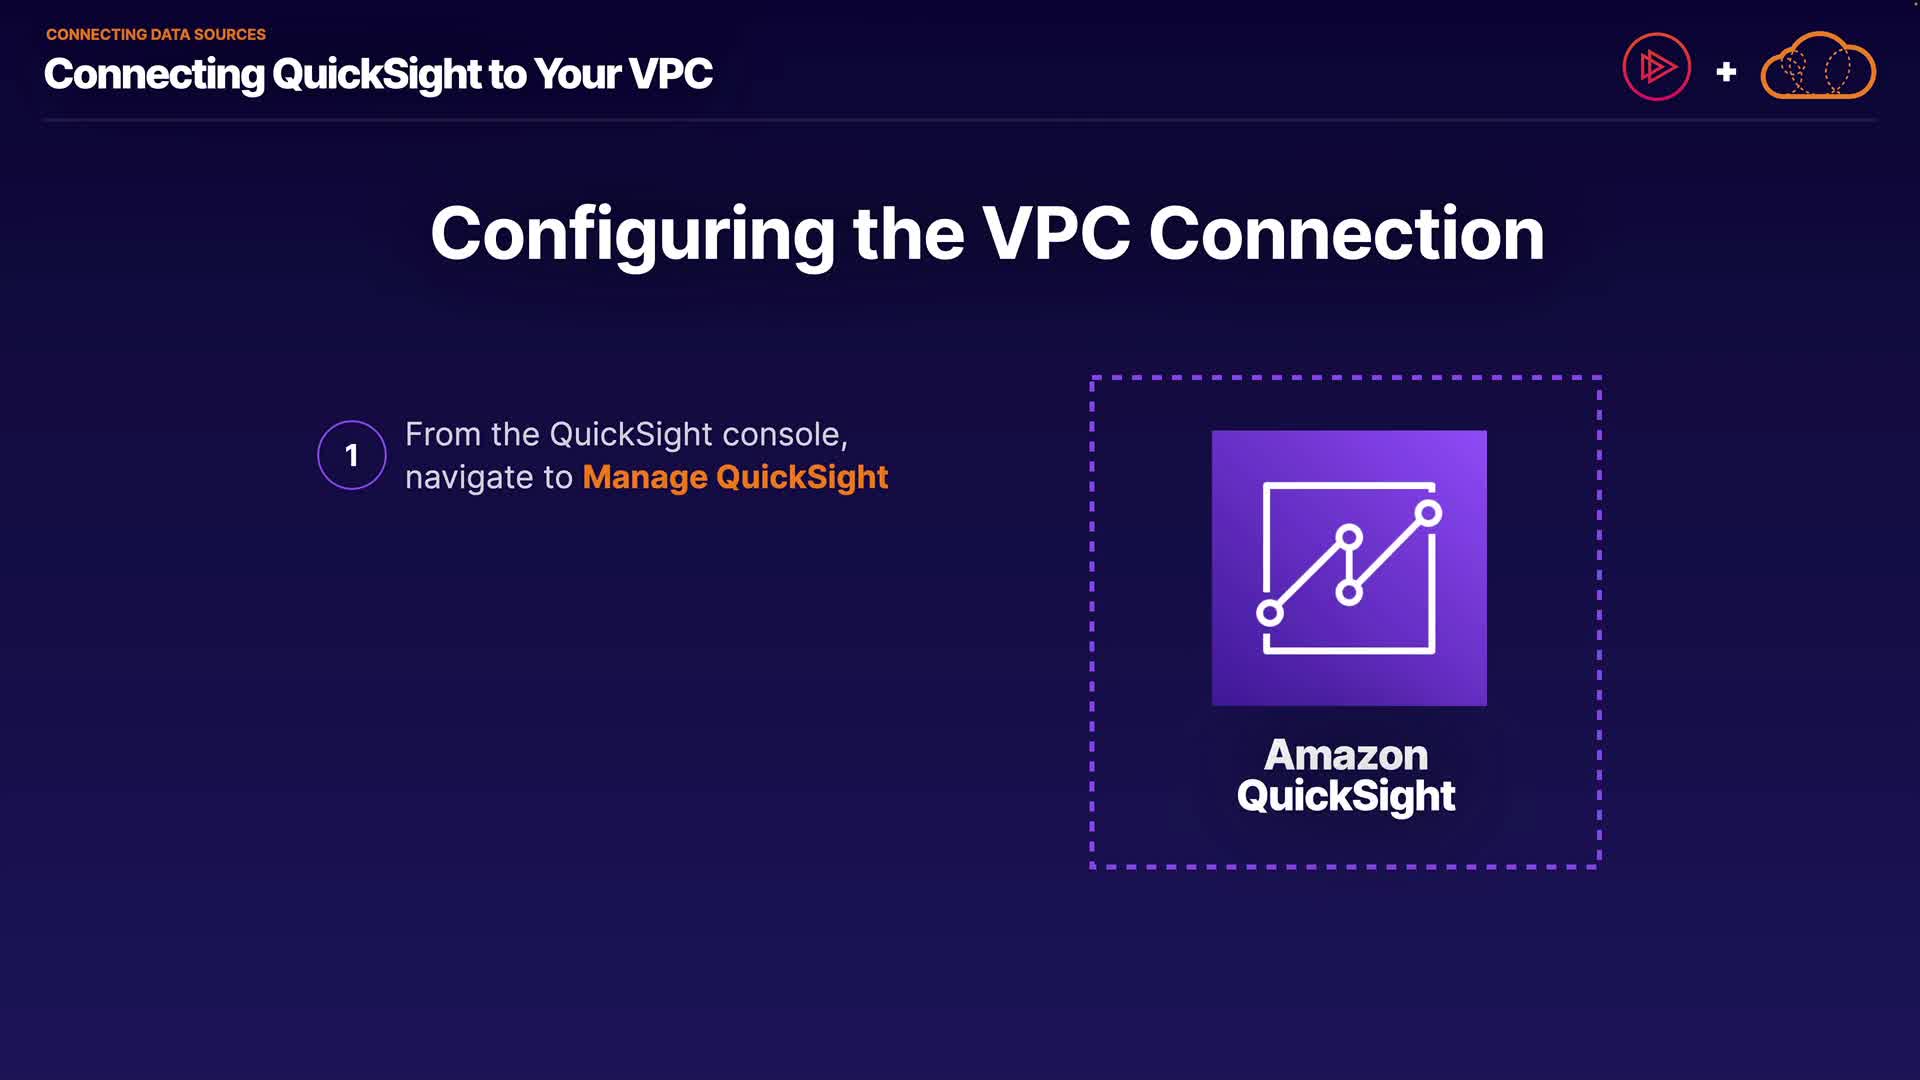 CONNECTING DATA SOURCES
Connecting QuickSight to Your VPC
Configuring the VPC Connection
1
From the QuickSight console,
navigate to Manage QuickSight
Amazon
QuickSight